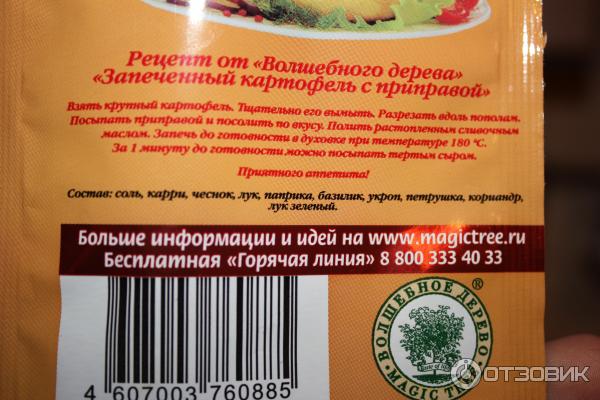 Рецепт от «Волшебного дерева»
«Запеченный картофель с приправой»
Взять крупный картофель. Тщательно его вымыть. Разрезать вдоль пополам.
Посыпать приправой и посолить по вкусу. Полить растопленным сливочным
маслом. Запечь до готовности в духовке при температуре 180 °С.
За 1 минуту до готовности можно посыпать тертым сыром.
Приятного аппетита!
Состав: соль, карри, чеснок, лук, паприка, базилик, укроп, петрушка, кориандр,
лук зеленый.
Больше информации и идей на www.magictree.ru
Бесплатная «Горячая линия» 8 800 333 40 33
4 607003 760885
ВОЛШЕБНОЕ ДЕРЕВО ®
MAGIC TREE
ОТЗОВИК